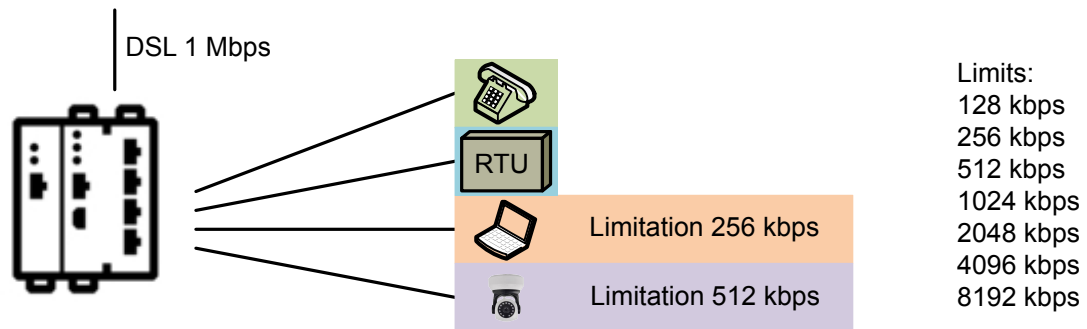 DSL 1 Mbps
RTU
Limitation 256 kbps
Limitation 512 kbps
Limits:
128 kbps
256 kbps
512 kbps
1024 kbps
2048 kbps
4096 kbps
8192 kbps